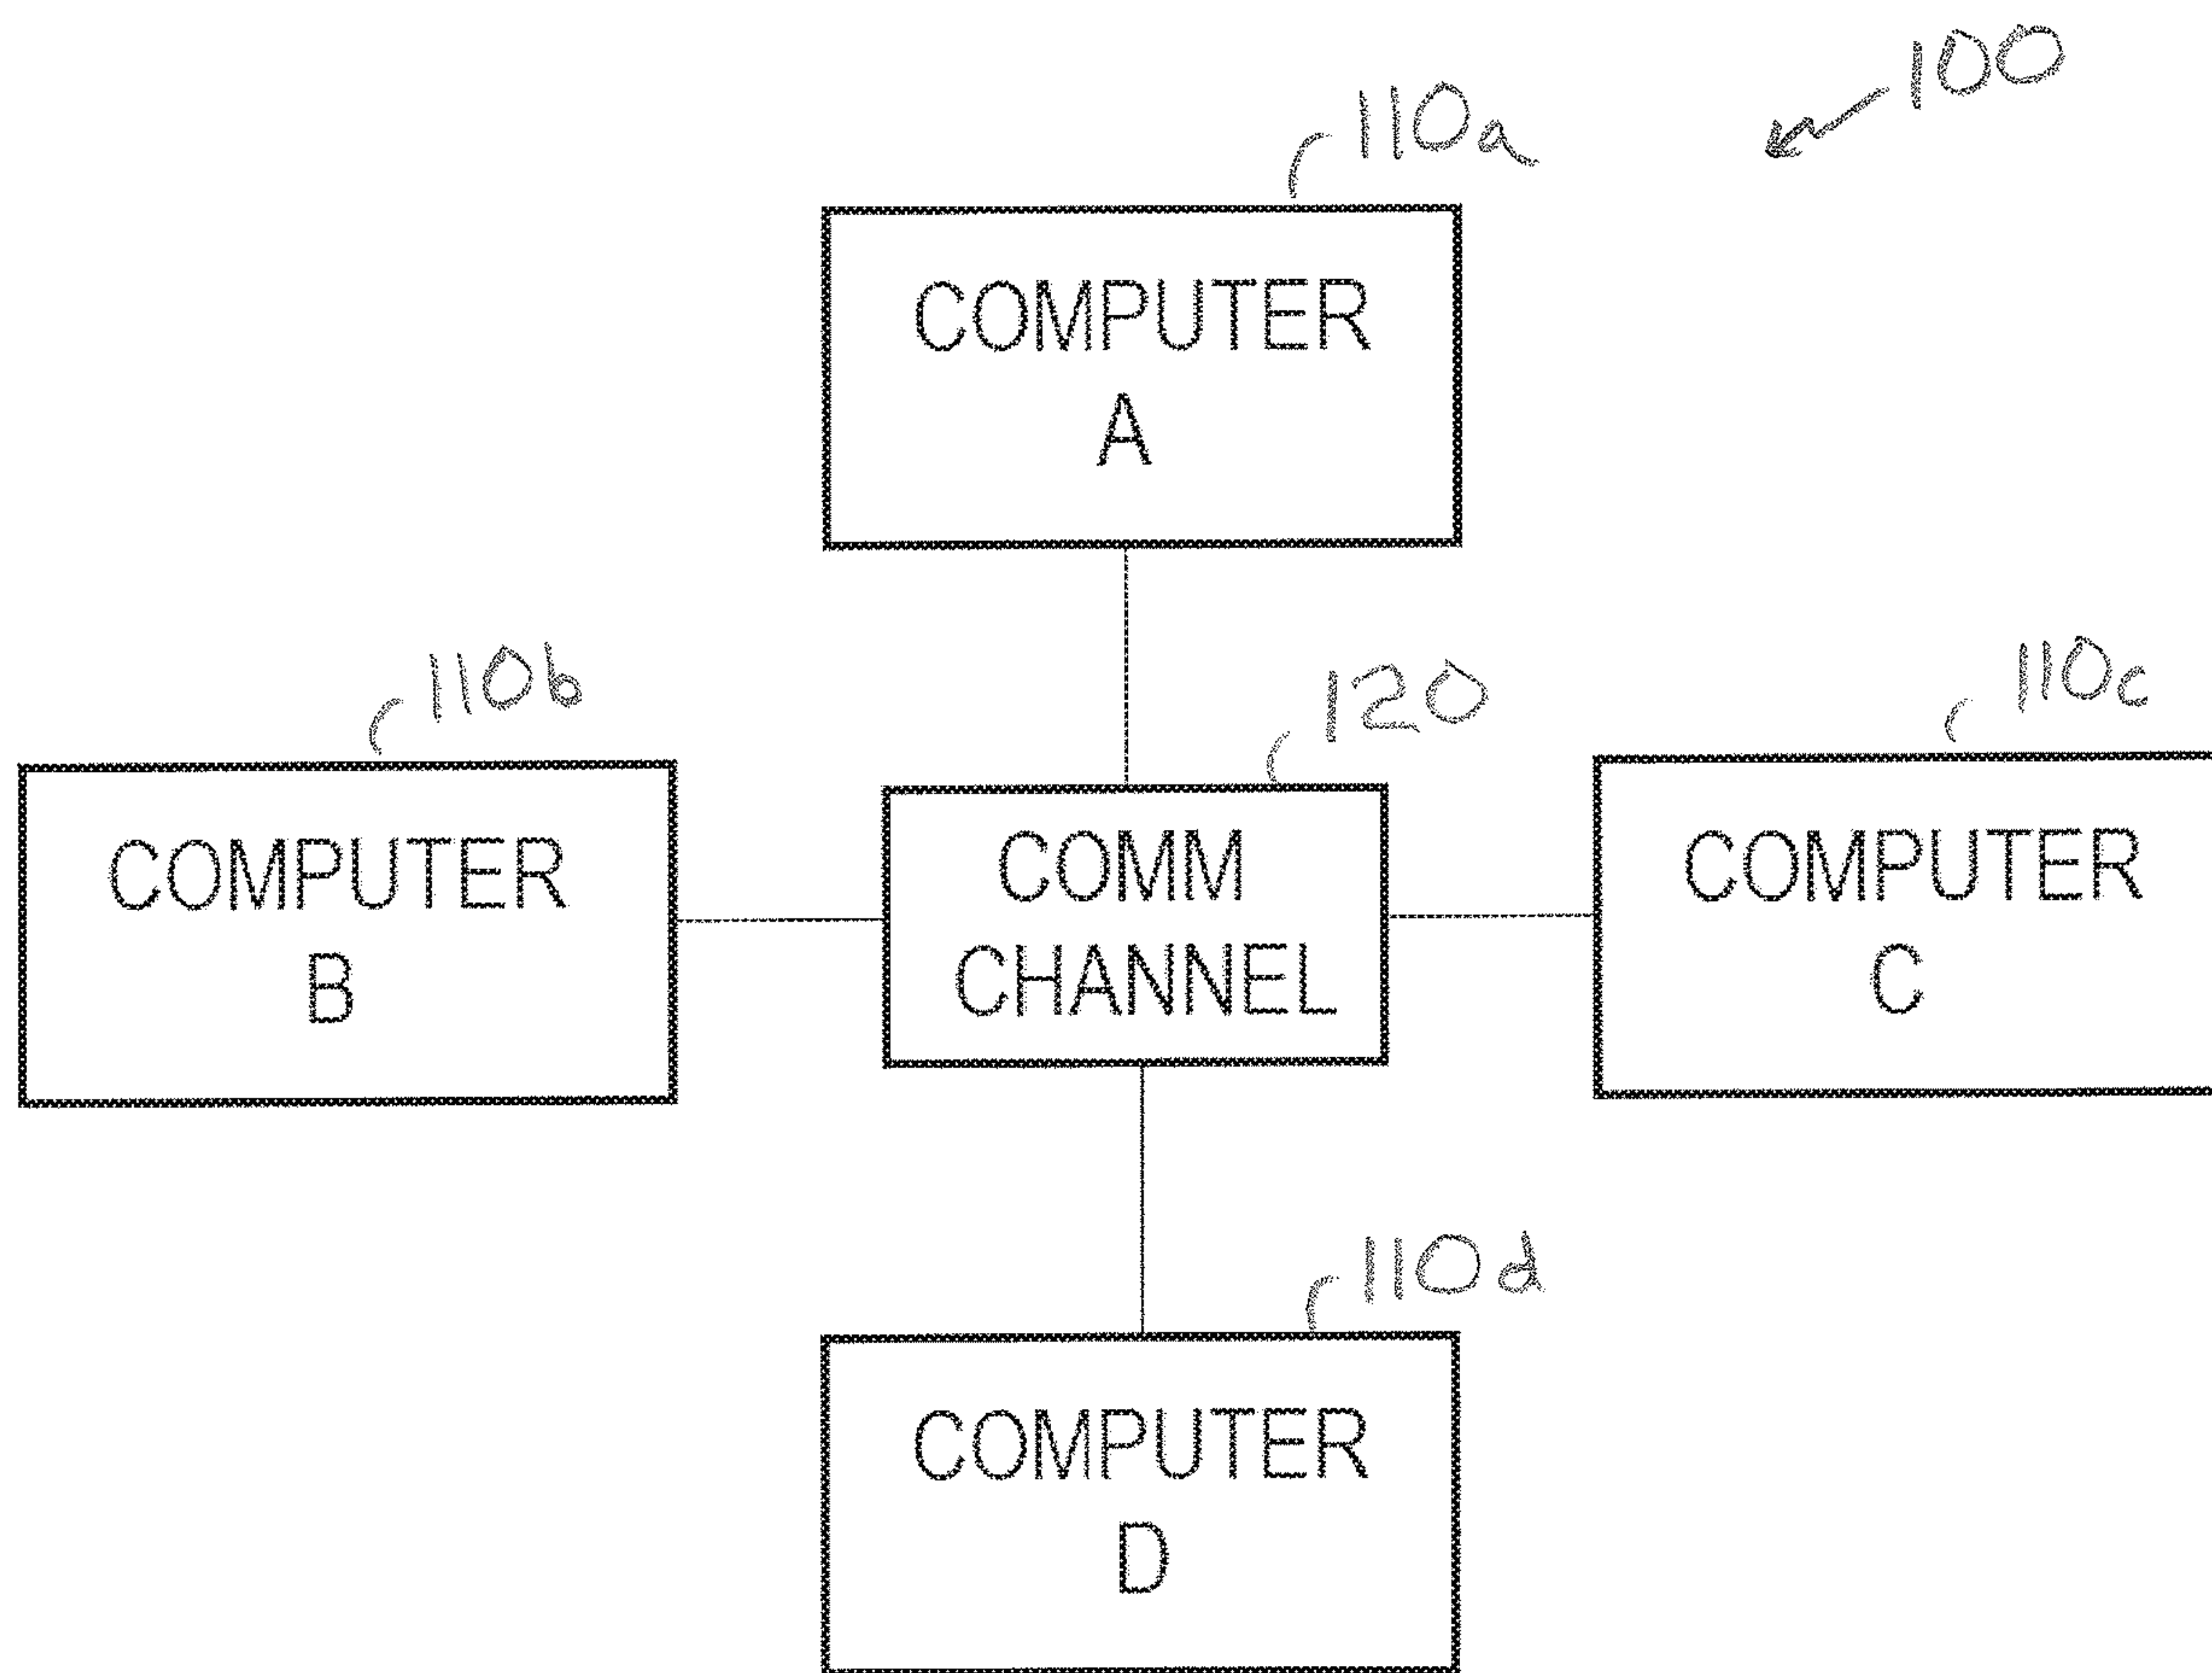 100
110a
COMPUTER
A
110b
120
110c
COMPUTER
B
COMM
CHANNEL
COMPUTER
C
110d
COMPUTER
D